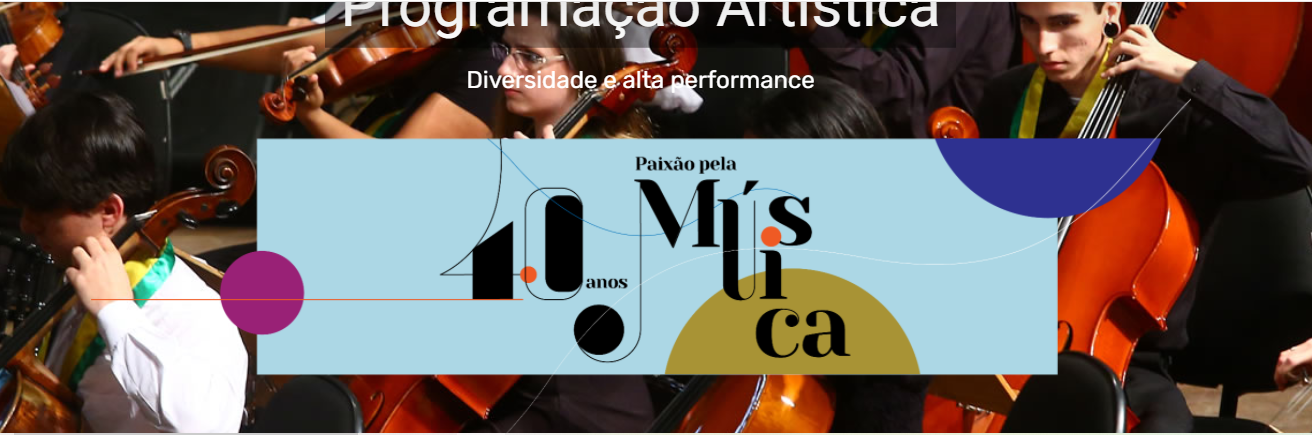 Programação Artística
Diversidade e alta performance
Paixão pela
Música
40
anos